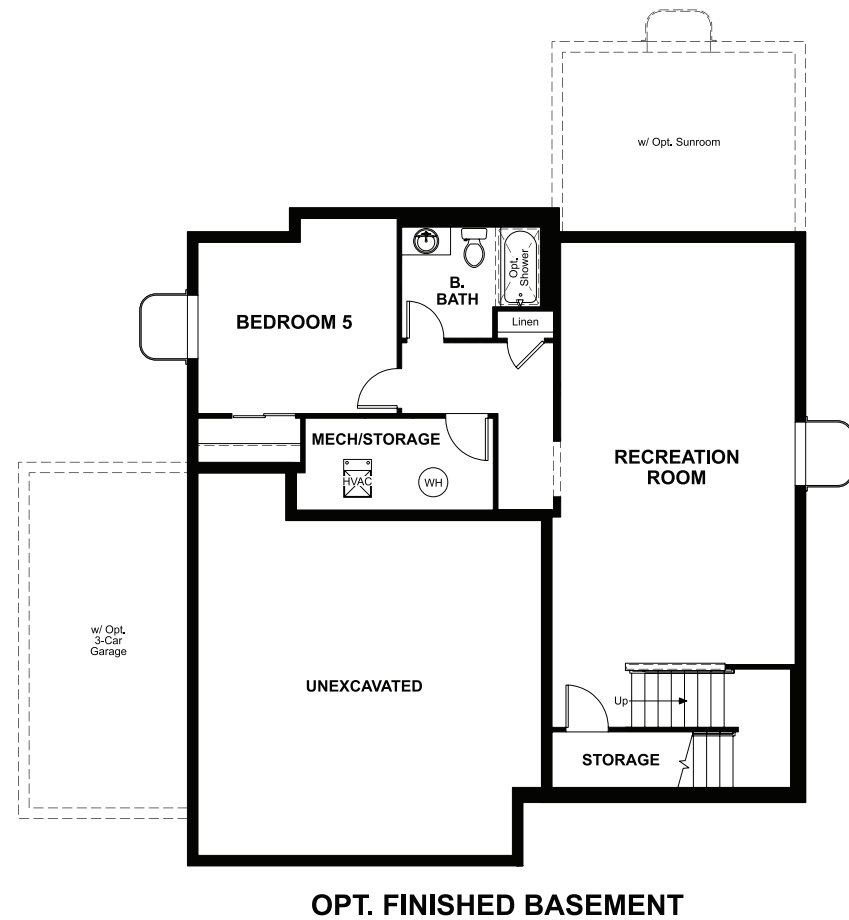 w/ Opt. Sunroom
B.
BATH
Opt.
Shower
Linen
BEDROOM 5
MECH/STORAGE
HVAC
WH
RECREATION
ROOM
w/ Opt.
3-Car
Garage
UNEXCAVATED
Up
STORAGE
OPT. FINISHED BASEMENT